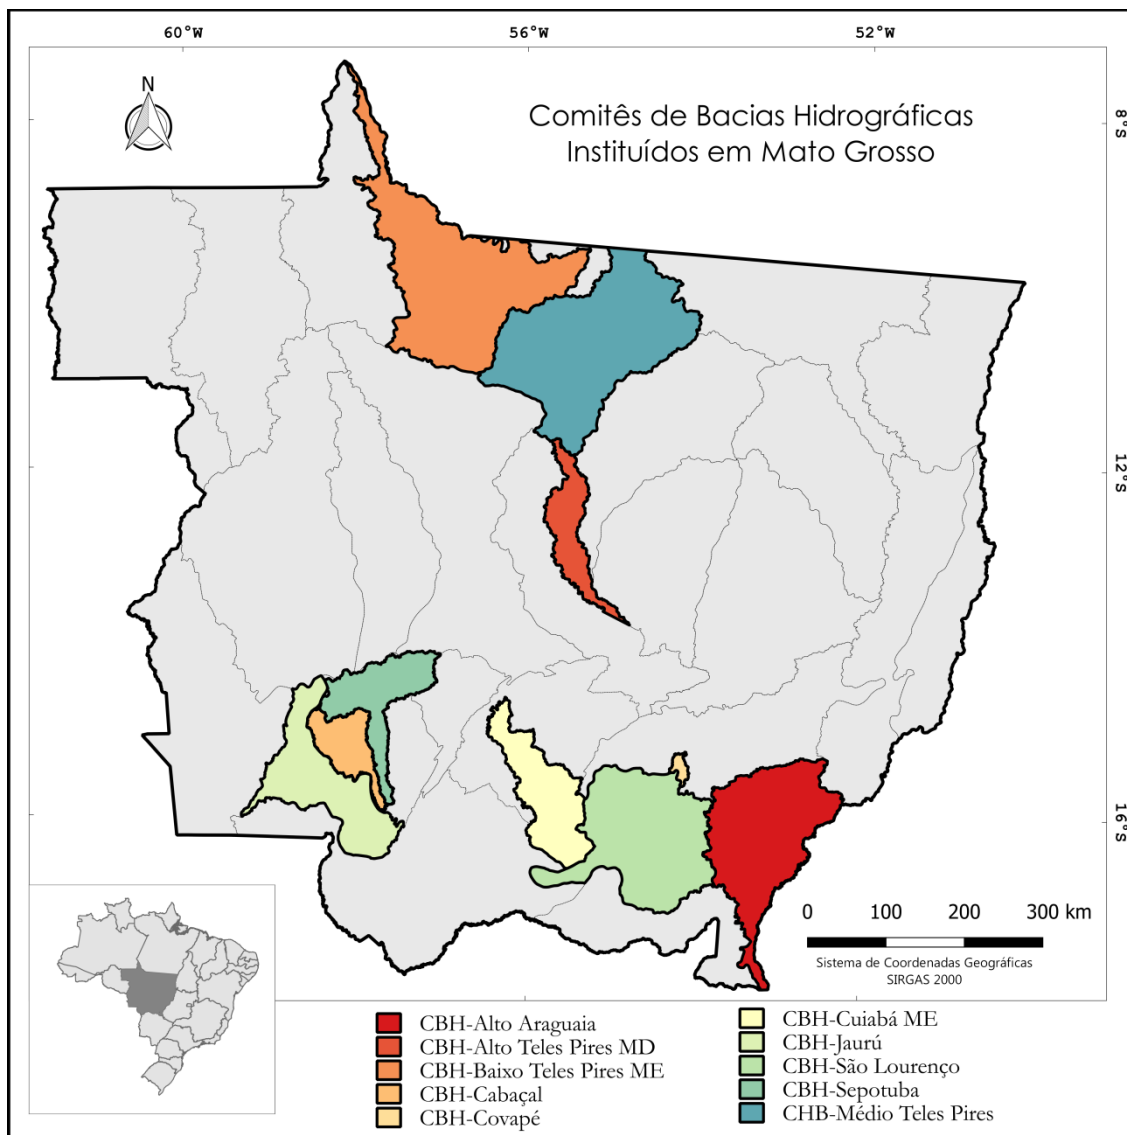 60°W 56°W 52°W
N
Comitês de Bacias Hidrográficas
Instituídos em Mato Grosso
8°S
12°S
16°S
0 100 200 300 km
Sistema de Coordenadas Geográficas
SIRGAS 2000
CBH-Alto Araguaia
CBH-Alto Teles Pires MD
CBH-Baixo Teles Pires ME
CBH-Cabaçal
CBH-Covapé
CBH-Cuiabá ME
CBH-Jaurú
CBH-São Lourenço
CBH-Sepotuba
CHB-Médio Teles Pires